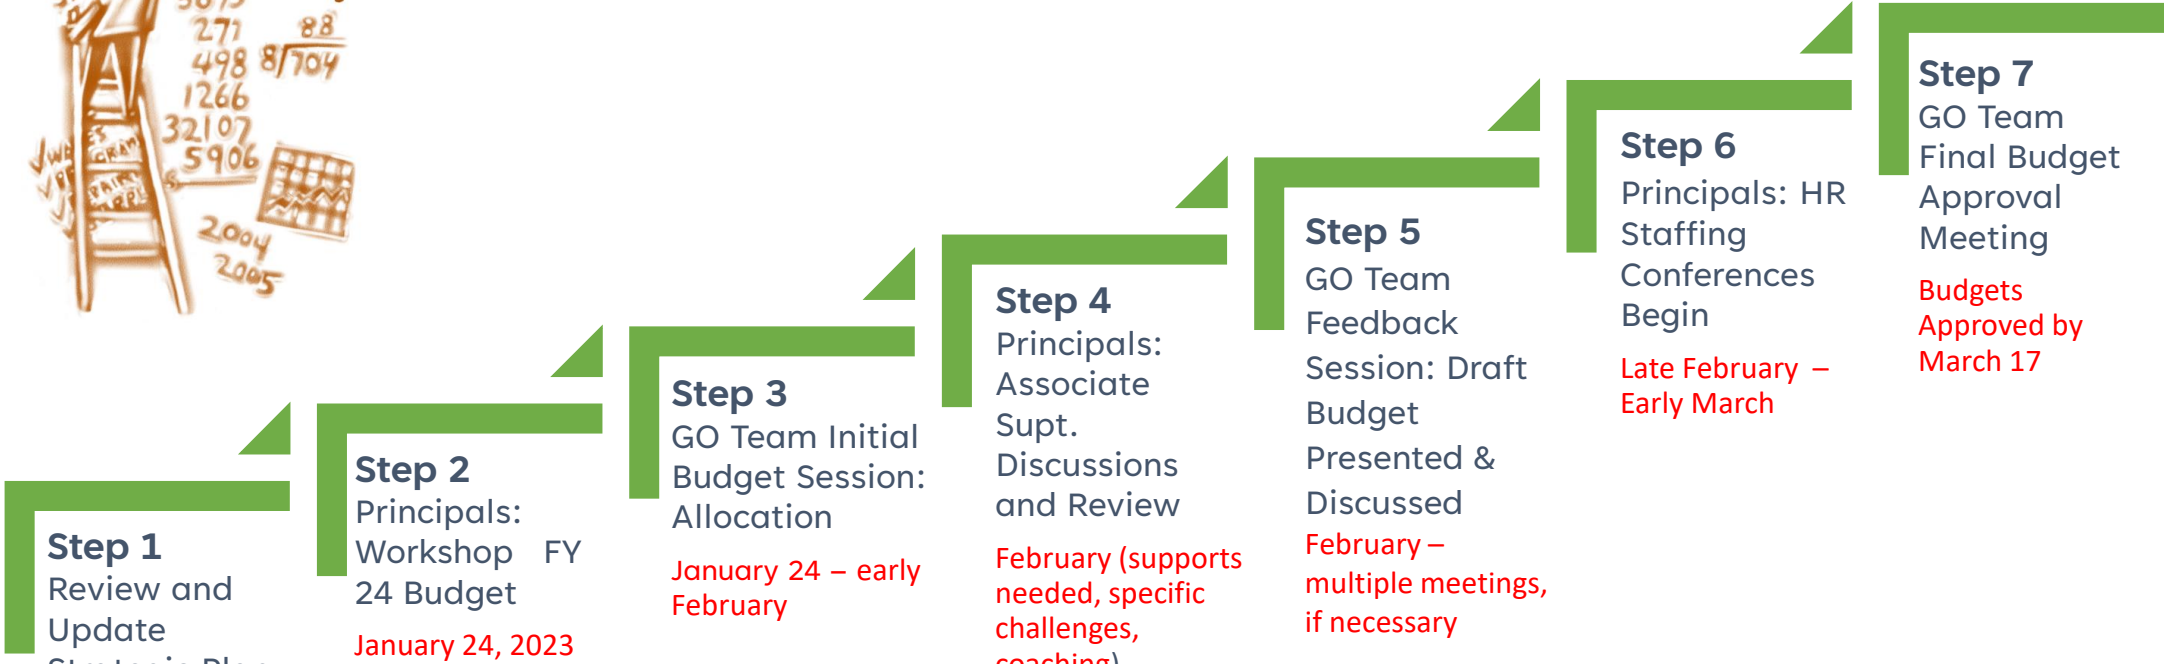 277
498
1266
32107
5906
88
8/704
2004
2005
Step 1
Review and
Update
Step 2
Principals:
Workshop FY
24 Budget
January 24, 2023
Step 3
GO Team Initial
Budget Session:
Allocation
January 24 – early
February
Step 4
Principals:
Associate
Supt.
Discussions
and Review
February (supports
needed, specific
challenges,
coaching)
Step 5
GO Team
Feedback
Session: Draft
Budget
Presented &
Discussed
February –
multiple meetings,
if necessary
Step 6
Principals: HR
Staffing
Conferences
Begin
Late February –
Early March
Step 7
GO Team
Final Budget
Approval
Meeting
Budgets
Approved by
March 17